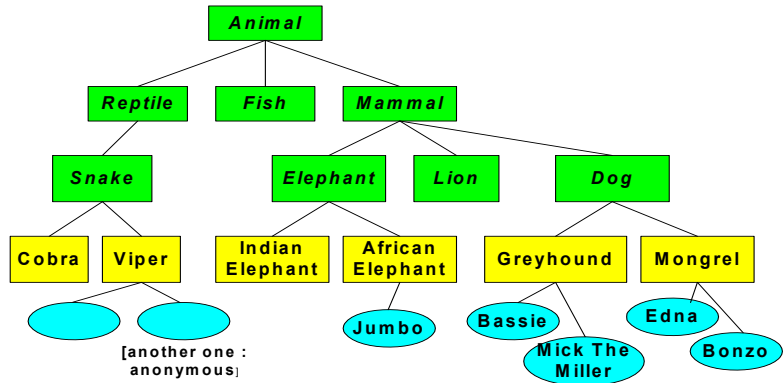 Animal
Reptile
Fish
Mammal
Snake
Elephant
Lion
Dog
Cobra
Viper
Indian
Elephant
African
Elephant
Greyhound
Mongrel
[another one :
anonymous]
Jumbo
Bassie
Mick The
Miller
Edna
Bonzo